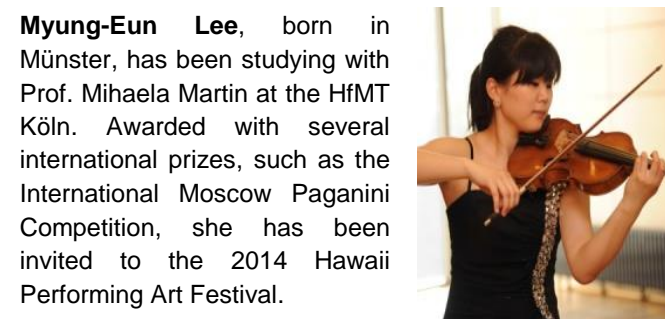 Myung-Eun Lee, born in
Münster, has been studying with
Prof. Mihaela Martin at the HfMT
Köln. Awarded with several
international prizes, such as the
International Moscow Paganini
Competition, she has been
invited to the 2014 Hawaii
Performing Art Festival.